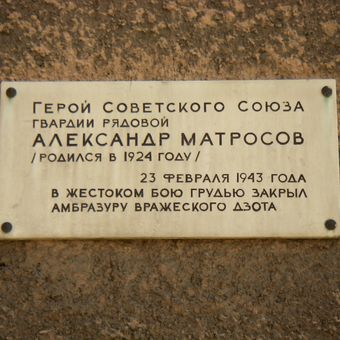 Герой Советского Союза
гвардии рядовой
Александр Матросов
/родился в 1924 году/
23 февраля 1943 года
в жестоком бою грудью закрыл
амбразуру вражеского дзота